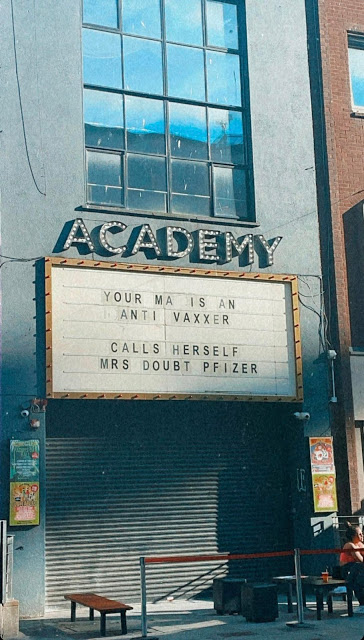 ACADEMY
YOUR MA IS AN
ANTI VAXXER
CALLS HERSELF
MRS DOUBT PFIZER